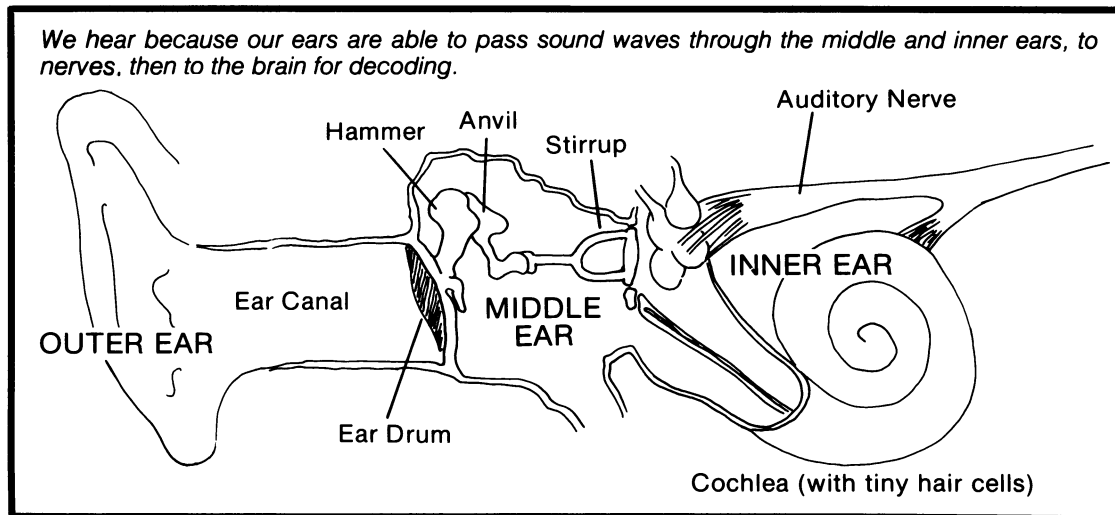 We hear because our ears are able to pass sound waves through the middle and inner ears, to
nerves, then to the brain for decoding.
Auditory Nerve
Hammer
Anvil
Stirrup
INNER EAR
Ear Canal
MIDDLE
EAR
OUTER EAR
Ear Drum
Cochlea (with tiny hair cells)